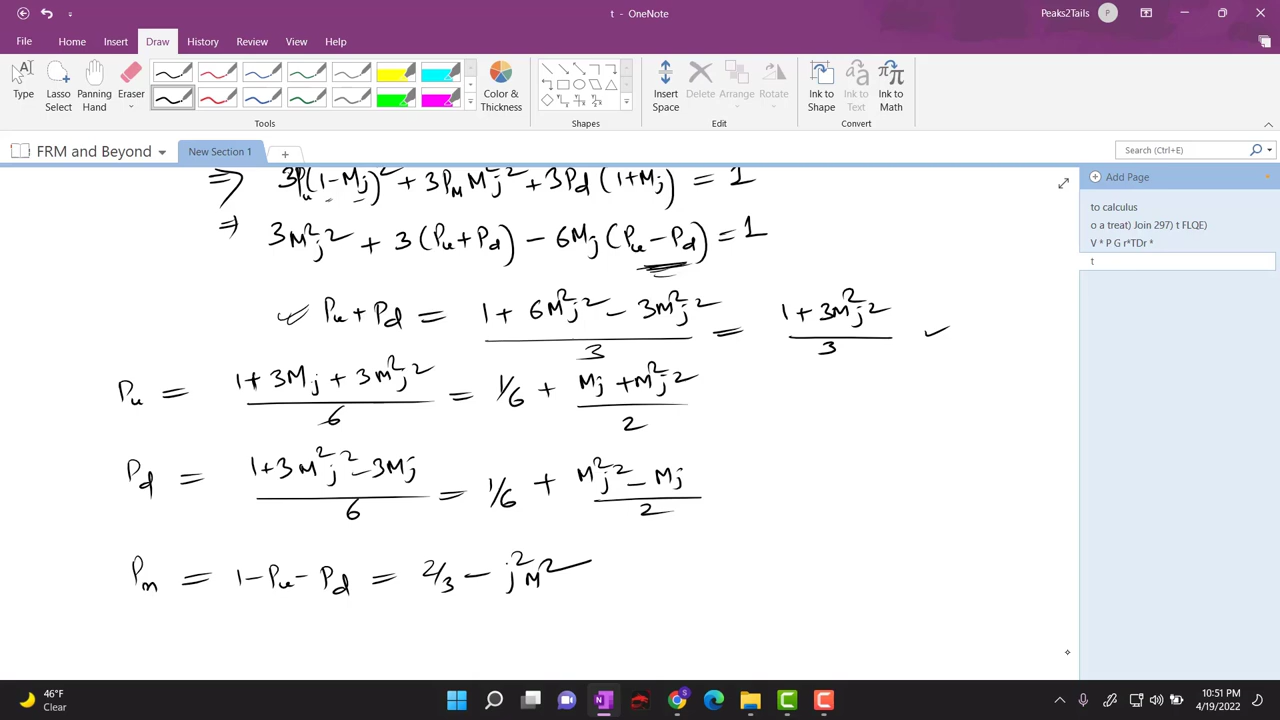 t - OneNote
Peaks2Tails P
File Home Insert Draw History Review View Help
Type Lasso Select Panning Hand Eraser Color & Thickness Insert Space Delete Arrange Rotate Ink to Shape Ink to Text Ink to Math
Tools Shapes Edit Convert
FRM and Beyond New Section 1 + Search (Ctrl+E)
Add Page
to calculus
o a treat) Join 297) t FLQE)
V * P G r*TDr *
t
⇒ 3Pu(1-Mj)² + 3PM M²j² + 3Pd (1+Mj) = 1
⇒ 3M²j² + 3(Pu+Pd) - 6Mj (Pu-Pd) = 1
✓ Pu + Pd = (1 + 6M²j² - 3M²j²)/3 = (1 + 3M²j²)/3 ✓
Pu = (1 + 3Mj + 3M²j²)/6 = 1/6 + (Mj + M²j²)/2
Pd = (1+3M²j²-3Mj)/6 = 1/6 + (M²j² - Mj)/2
Pm = 1-Pu-Pd = 2/3 - j²M²
46°F
Clear
10:51 PM
4/19/2022